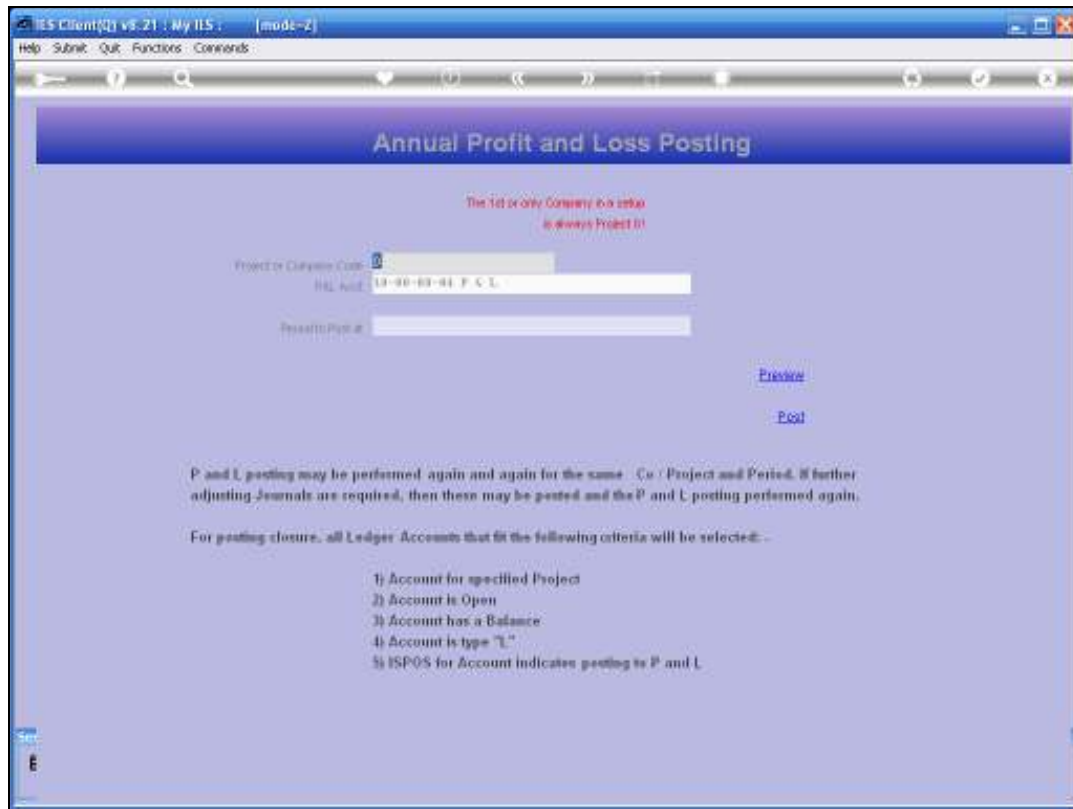 IES Client(Q) v8.21 : My IES : [mode-Z]
Help Submit Quit Functions Commands
Annual Profit and Loss Posting
The 1st or only Company in a setup
is always Project 01
Project or Company Code
P&L Acct
P & L
Period to Post at
Preview
Post
P and L posting may be performed again and again for the same Co / Project and Period. If further
adjusting Journals are required, then these may be posted and the P and L posting performed again.
For posting closure, all Ledger Accounts that fit the following criteria will be selected: -
1) Account for specified Project
2) Account is Open
3) Account has a Balance
4) Account is type "L"
5) ISPOS for Account indicates posting to P and L